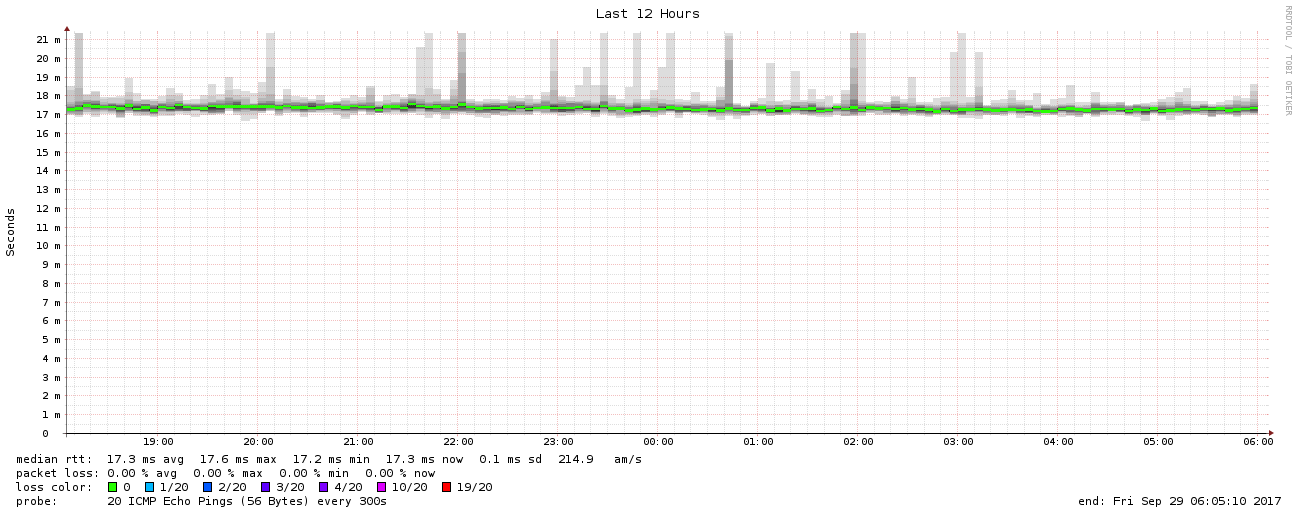 Last 12 Hours
RRDTOOL / TOBI OETIKER
Seconds
21 m
20 m
19 m
18 m
17 m
16 m
15 m
14 m
13 m
12 m
11 m
10 m
9 m
8 m
7 m
6 m
5 m
4 m
3 m
2 m
1 m
0
19:00 20:00 21:00 22:00 23:00 00:00 01:00 02:00 03:00 04:00 05:00 06:00
median rtt: 17.3 ms avg 17.6 ms max 17.2 ms min 17.3 ms now 0.1 ms sd 214.9 am/s
packet loss: 0.00 % avg 0.00 % max 0.00 % min 0.00 % now
loss color: 0 1/20 2/20 3/20 4/20 10/20 19/20
probe: 20 ICMP Echo Pings (56 Bytes) every 300s end: Fri Sep 29 06:05:10 2017